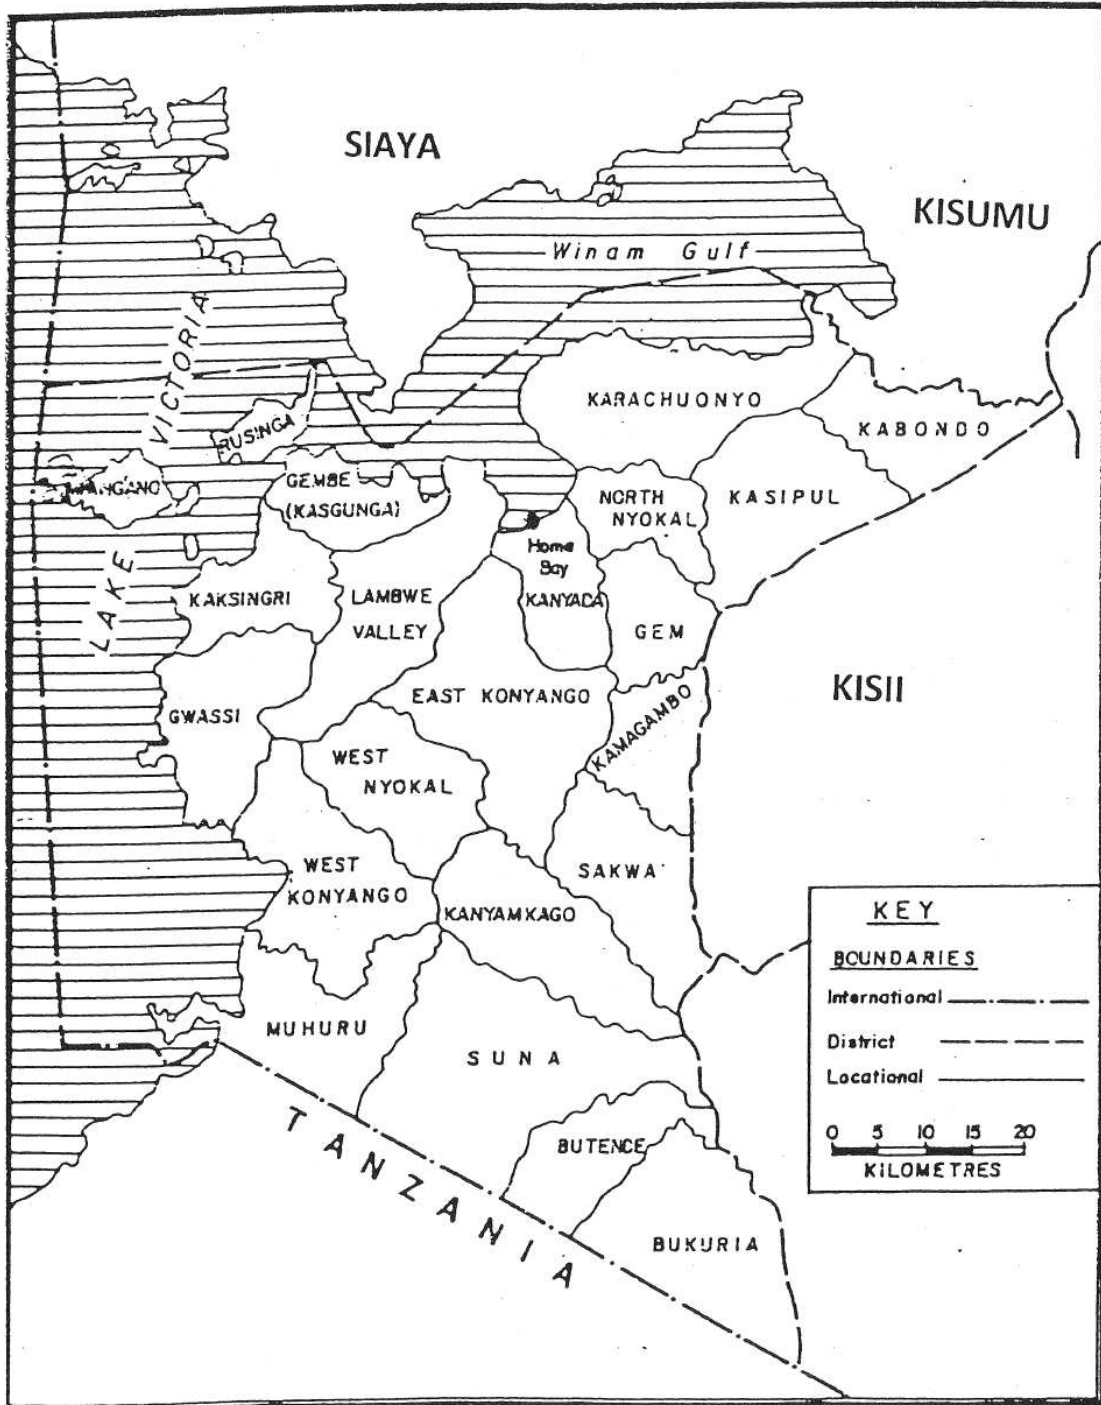 SIAYA
KISUMU
Winam Gulf
LAKE VICTORIA
KARACHUONYO
KABONDO
RUSINGA
GEMBE
(KASGUNGA)
NORTH
NYOKAL
KASIPUL
Homa
Bay
KAKSINGRI
LAMBWE
VALLEY
KANYADA
GEM
EAST KONYANGO
KISII
GWASSI
KAMAGAMBO
WEST
NYOKAL
WEST
KONYANGO
SAKWA
KANYAMKAGO
KEY
BOUNDARIES
International
District
Locational
0 5 10 15 20
KILOMETRES
MUHURU
SUNA
TANZANIA
BUTENCE
BUKURIA